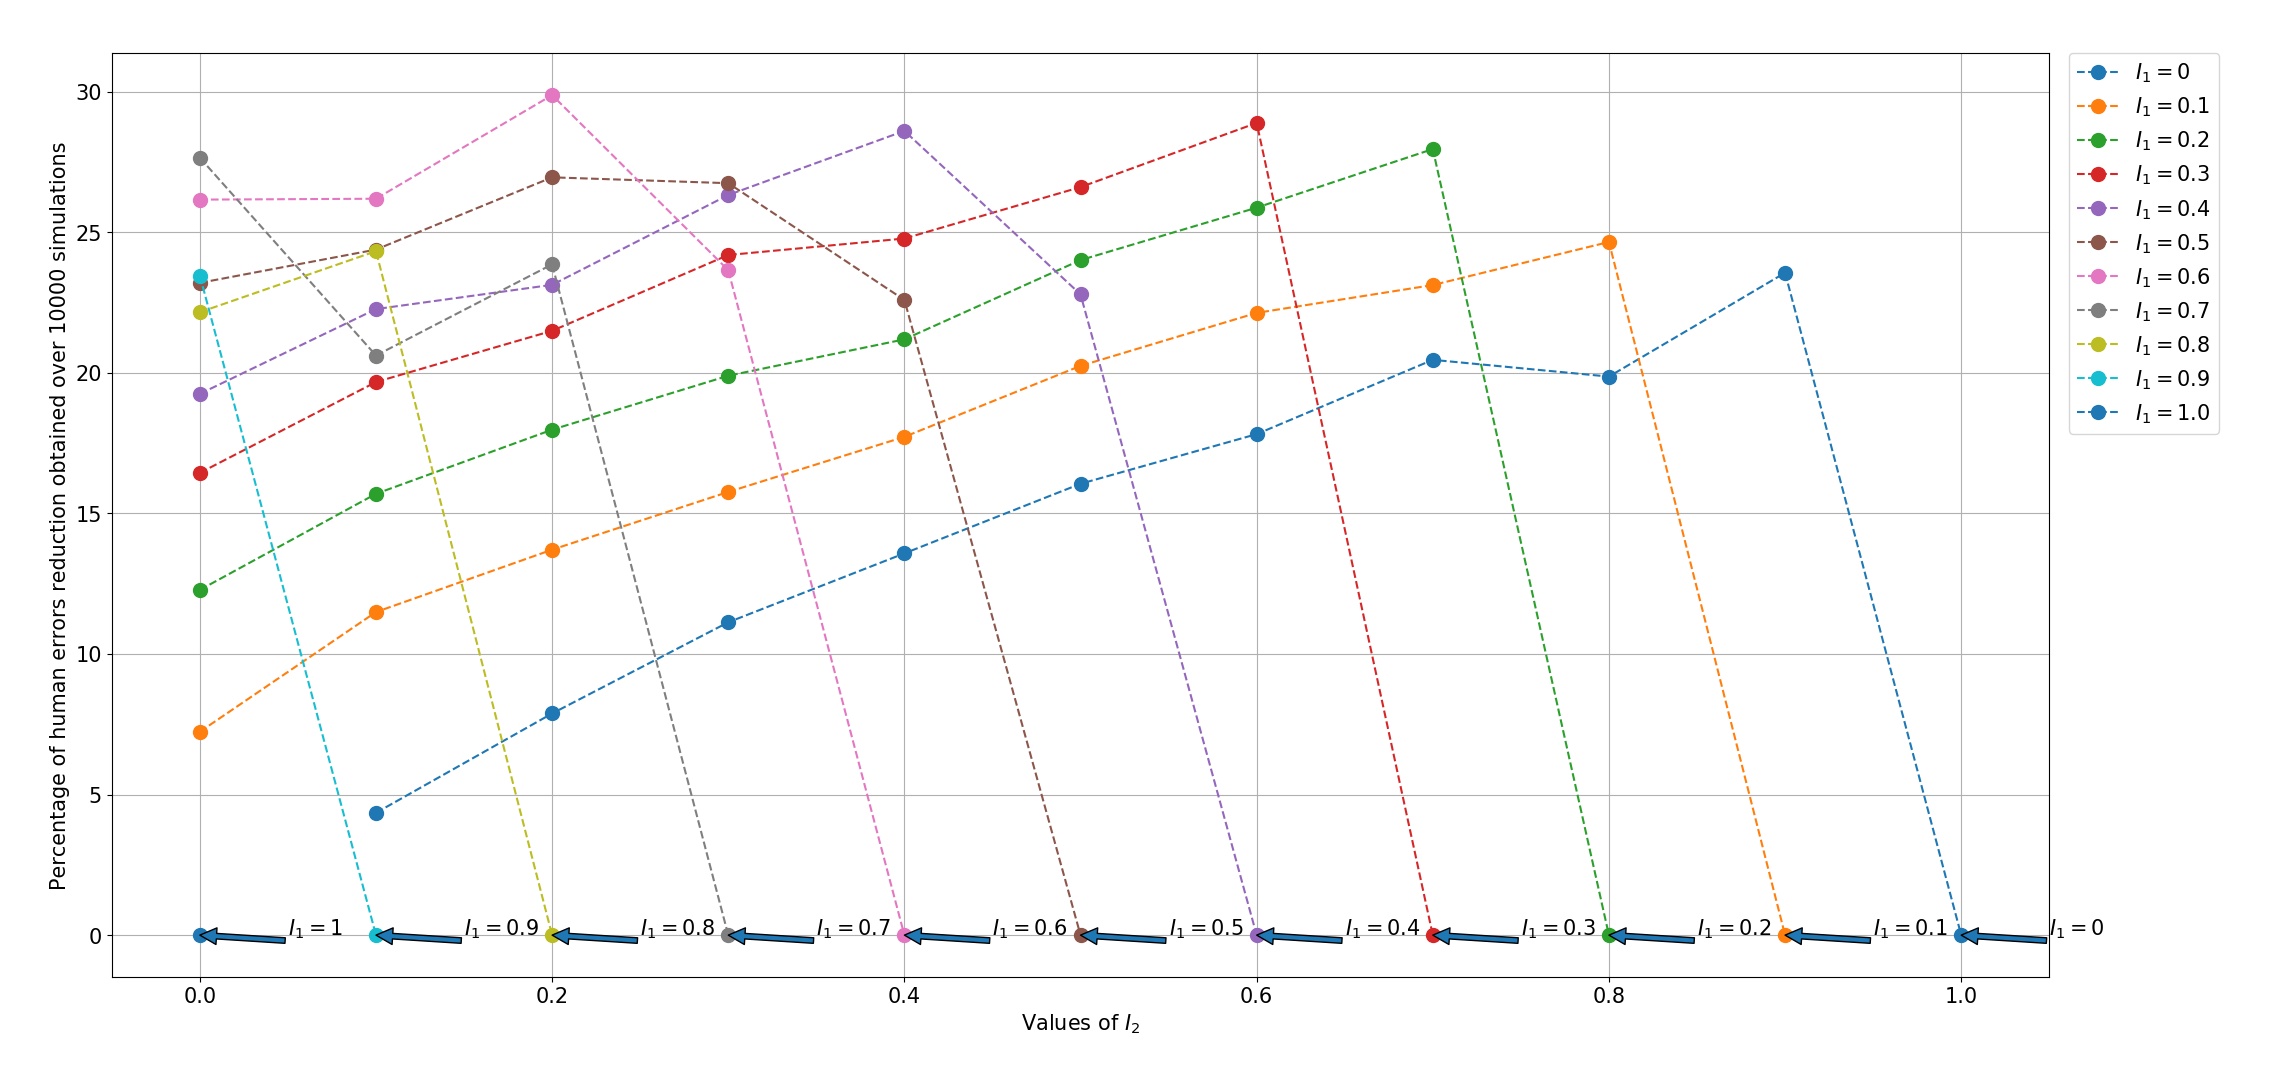 Percentage of human errors reduction obtained over 10000 simulations
30
25
20
15
10
5
0
I₁ = 1
I₁ = 0.9
I₁ = 0.8
I₁ = 0.7
I₁ = 0.6
I₁ = 0.5
I₁ = 0.4
I₁ = 0.3
I₁ = 0.2
I₁ = 0.1
I₁ = 0
0.0 0.2 0.4 0.6 0.8 1.0
Values of I₂
I₁ = 0
I₁ = 0.1
I₁ = 0.2
I₁ = 0.3
I₁ = 0.4
I₁ = 0.5
I₁ = 0.6
I₁ = 0.7
I₁ = 0.8
I₁ = 0.9
I₁ = 1.0